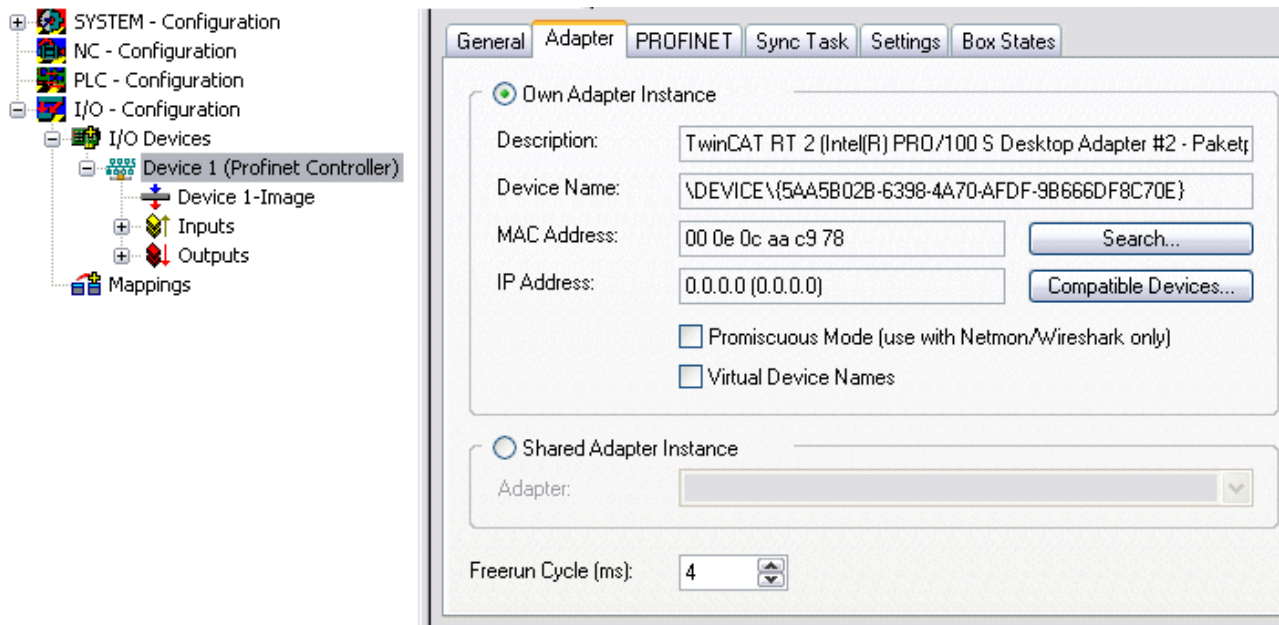 SYSTEM - Configuration
NC - Configuration
PLC - Configuration
I/O - Configuration
I/O Devices
Device 1 (Profinet Controller)
Device 1-Image
Inputs
Outputs
Mappings
General Adapter PROFINET Sync Task Settings Box States
Own Adapter Instance
Description: TwinCAT RT 2 (Intel(R) PRO/100 S Desktop Adapter #2 - Paketp
Device Name: \DEVICE\{5AA5B02B-6398-4A70-AFDF-9B666DF8C70E}
MAC Address: 00 0e 0c aa c9 78 Search...
IP Address: 0.0.0.0 (0.0.0.0) Compatible Devices...
Promiscuous Mode (use with Netmon/Wireshark only)
Virtual Device Names
Shared Adapter Instance
Adapter:
Freerun Cycle (ms): 4